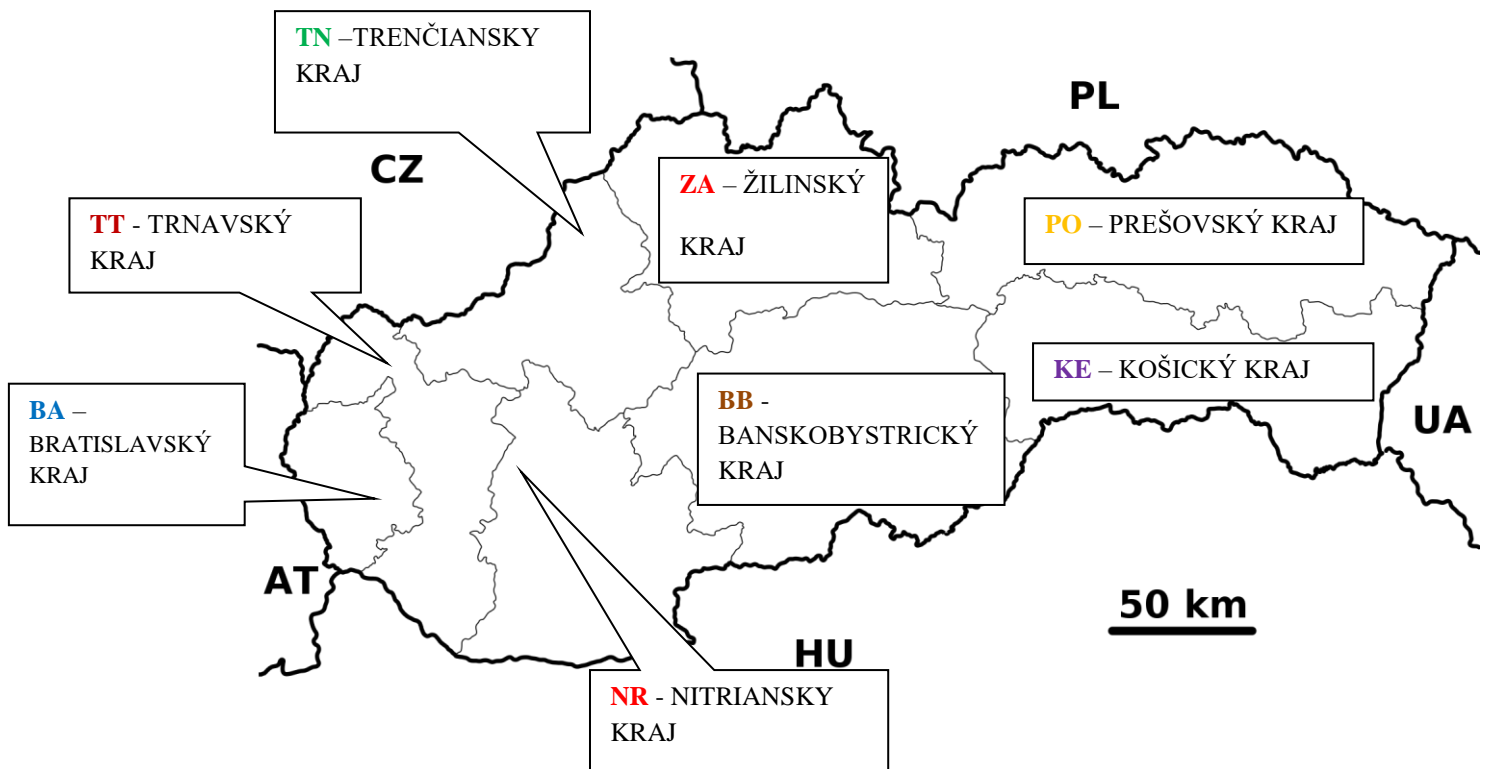 TN –TRENČIANSKY
KRAJ
PL
CZ
ZA – ŽILINSKÝ
KRAJ
TT - TRNAVSKÝ
KRAJ
PO – PREŠOVSKÝ KRAJ
KE – KOŠICKÝ KRAJ
BA –
BRATISLAVSKÝ
KRAJ
BB -
BANSKOBYSTRICKÝ
KRAJ
UA
AT
50 km
HU
NR - NITRIANSKY
KRAJ